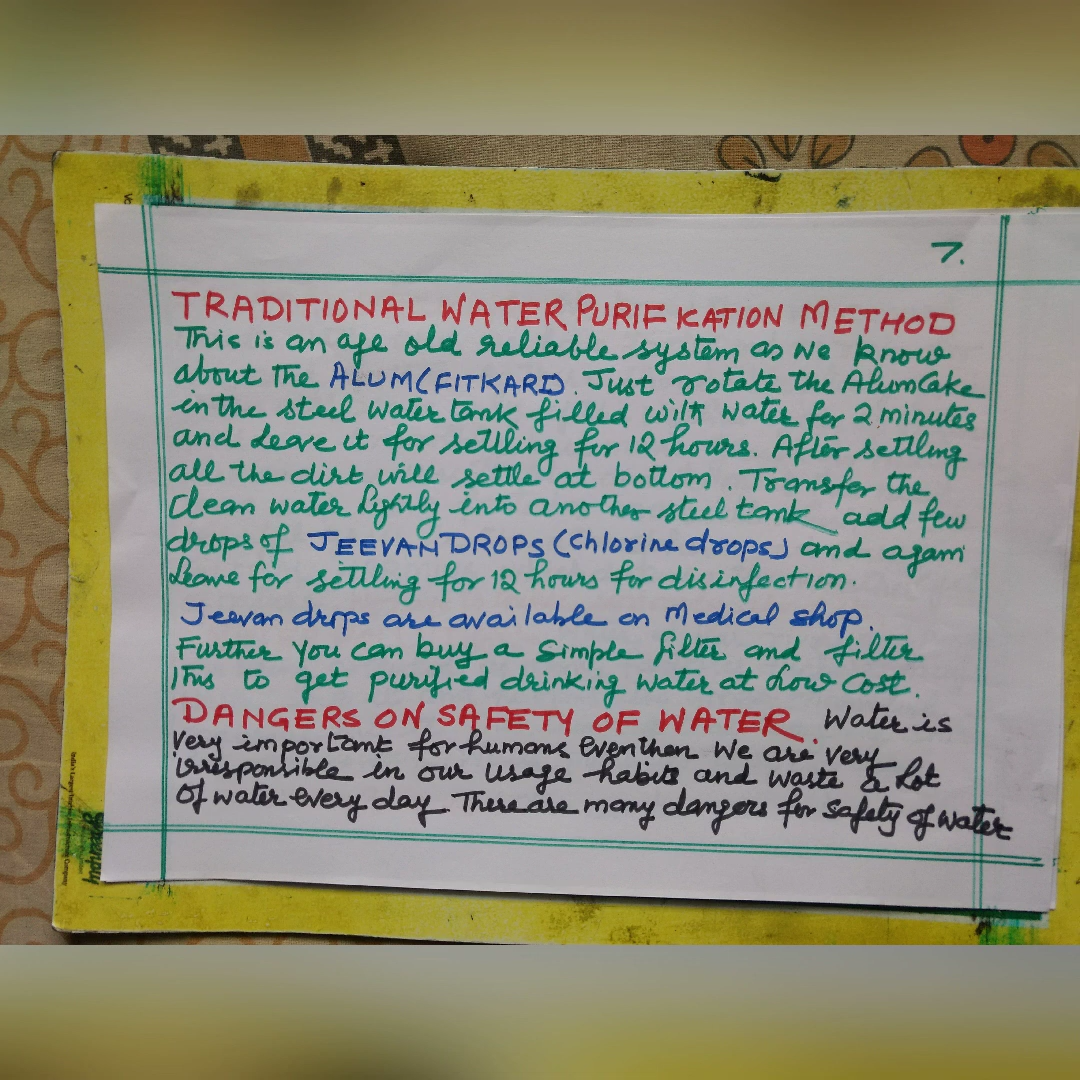 7.
TRADITIONAL WATER PURIFICATION METHOD
This is an age old reliable system as we know
about the ALUM(FITKARI). Just rotate the Alum Cake
in the steel water tank filled with water for 2 minutes
and leave it for settling for 12 hours. After settling
all the dirt will settle at bottom. Transfer the
clean water lightly into another steel tank add few
drops of JEEVAN DROPS (chlorine drops) and again
leave for settling for 12 hours for disinfection.
Jeevan drops are available on Medical shop.
Further you can buy a simple filter and filter
this to get purified drinking water at low cost.
DANGERS ON SAFETY OF WATER. Water is
very important for humans even then we are very
irresponsible in our usage habits and waste a lot
of water every day There are many dangers for safety of water